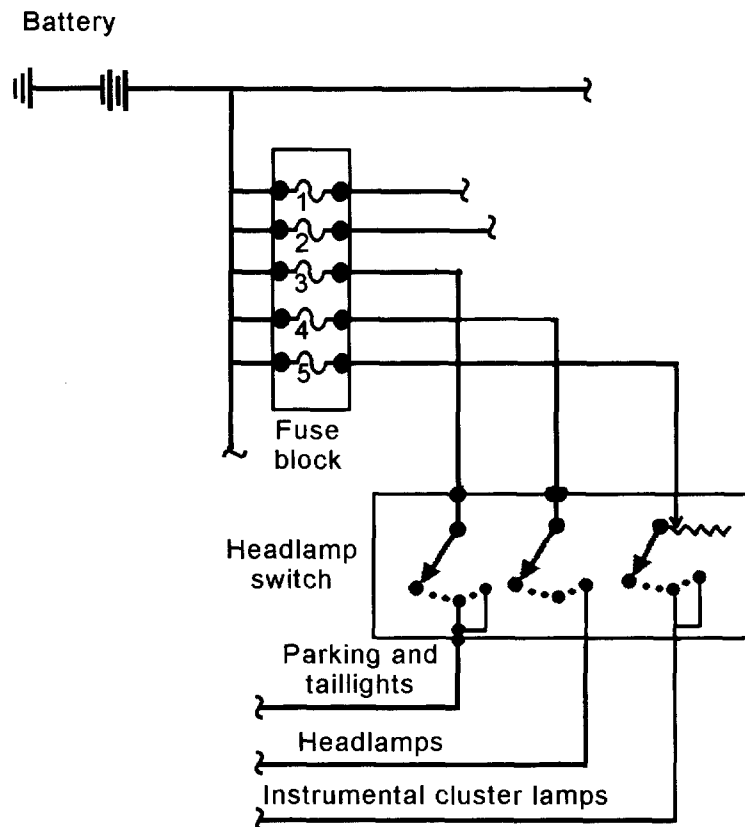 Battery
1
2
3
4
5
Fuse
block
Headlamp
switch
Parking and
taillights
Headlamps
Instrumental cluster lamps